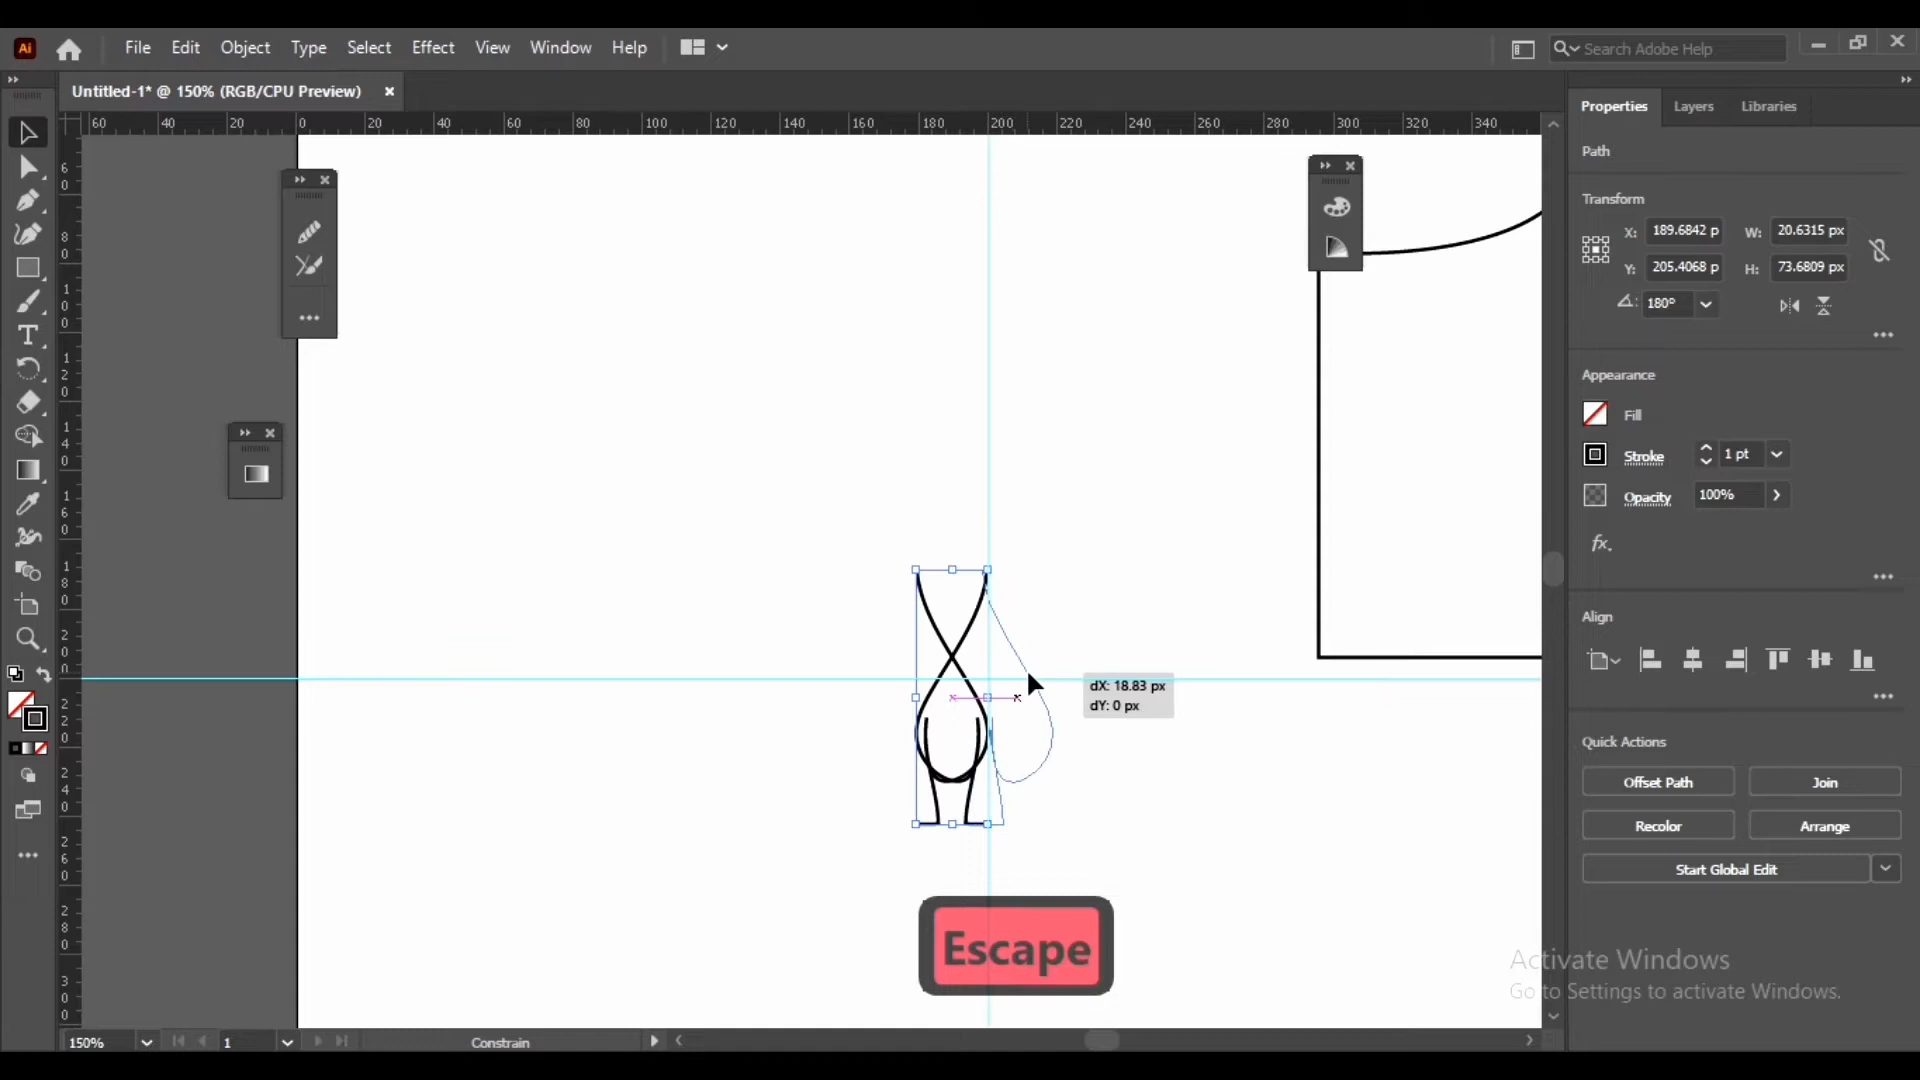 Ai File Edit Object Type Select Effect View Window Help Search Adobe Help
Untitled-1* @ 150% (RGB/CPU Preview)
60 40 20 0 20 40 60 80 100 120 140 160 180 200 220 240 260 280 300 320 340
Properties Layers Libraries
Path
Transform
X: 189.6842 p W: 20.6315 px
Y: 205.4068 p H: 73.6809 px
180°
Appearance
Fill
Stroke 1 pt
Opacity 100%
fx.
Align
dX: 18.83 px
dY: 0 px
Quick Actions
Offset Path Join
Recolor Arrange
Start Global Edit
Escape
Activate Windows
Go to Settings to activate Windows.
150% 1 Constrain